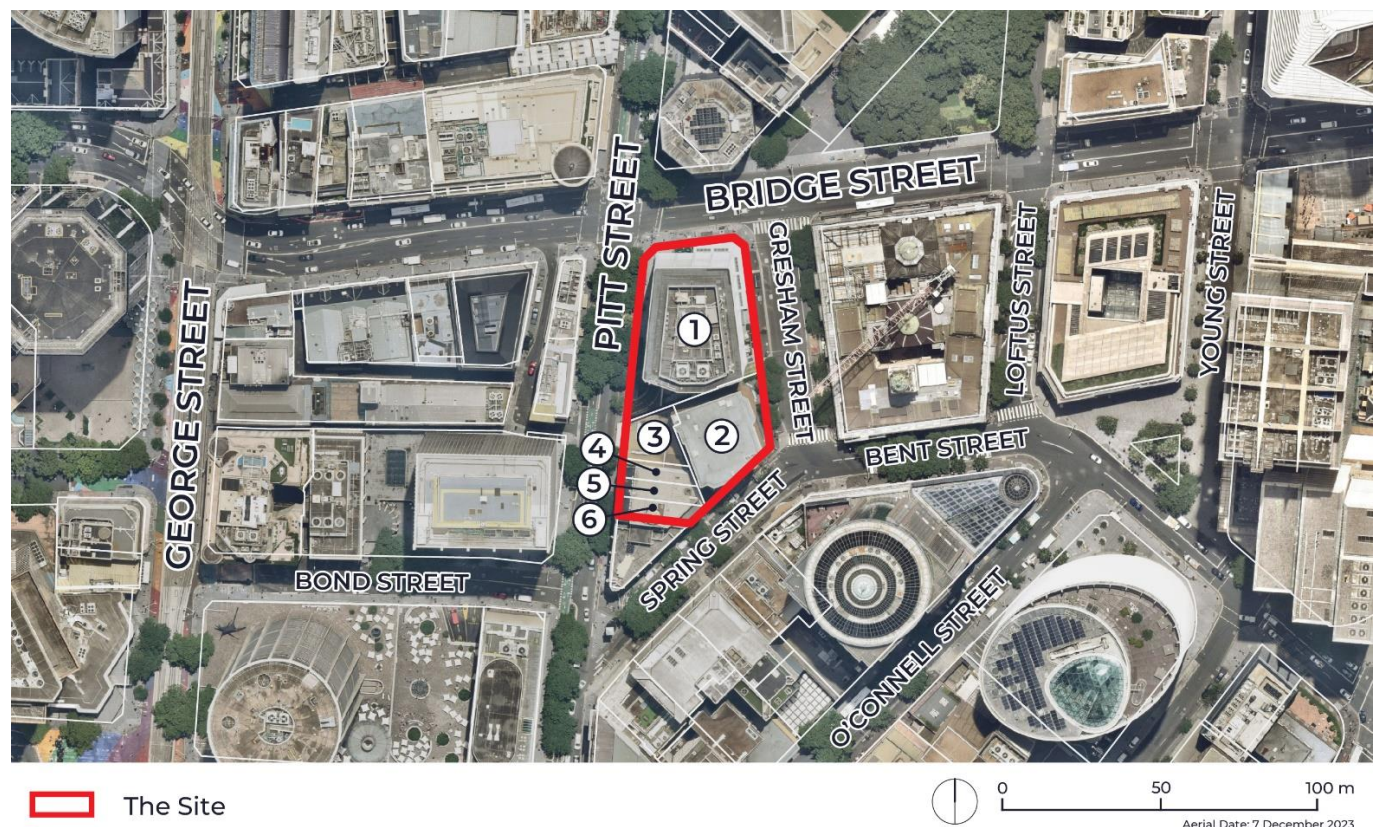 BRIDGE STREET
PITT STREET
GRESHAM STREET
LOFTUS STREET
YOUNG STREET
GEORGE STREET
1
2
3
4
5
6
BENT STREET
SPRING STREET
BOND STREET
O'CONNELL STREET
The Site
0 50 100 m
Aerial Date: 7 December 2023